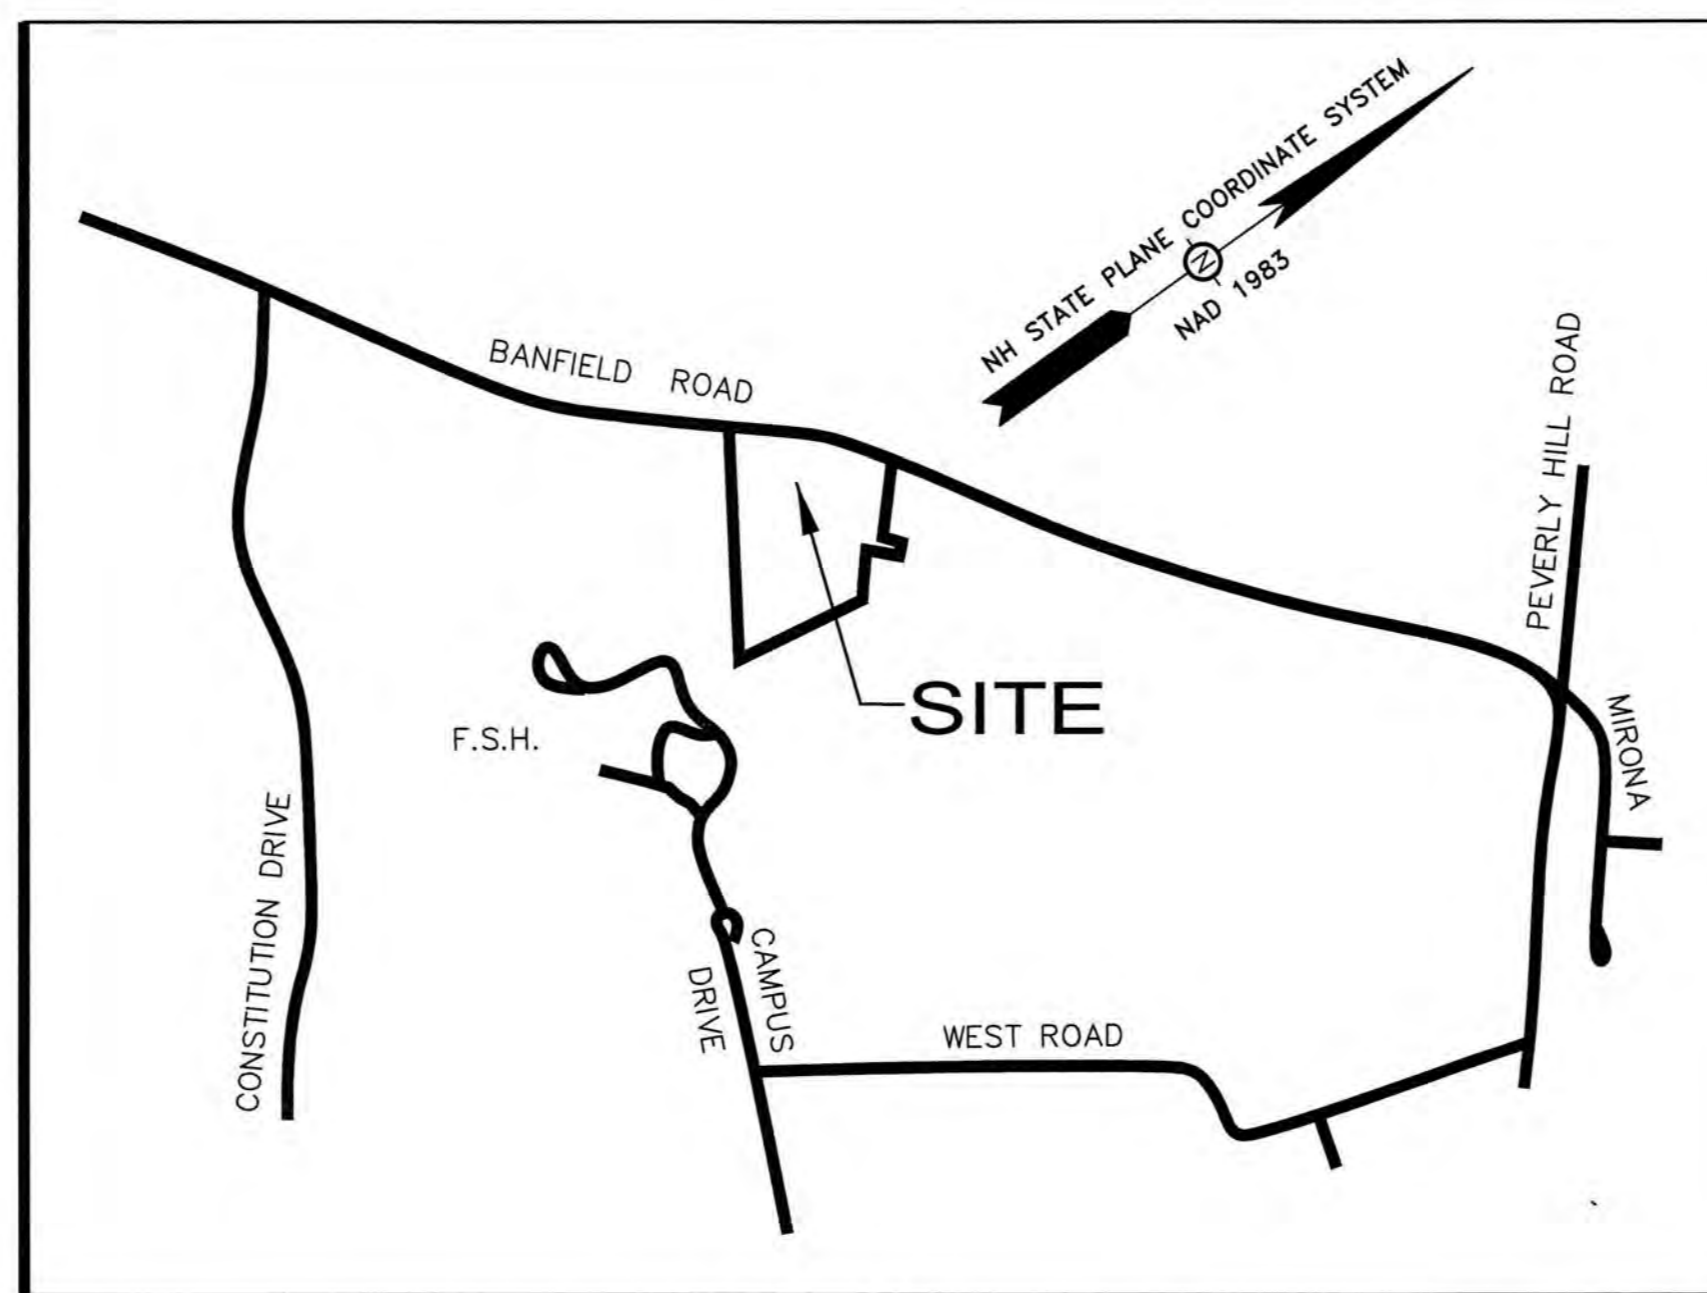 NH STATE PLANE COORDINATE SYSTEM
N
NAD 1983
BANFIELD ROAD
PEVERLY HILL ROAD
SITE
MIRONA
F.S.H.
CONSTITUTION DRIVE
CAMPUS
DRIVE
WEST ROAD